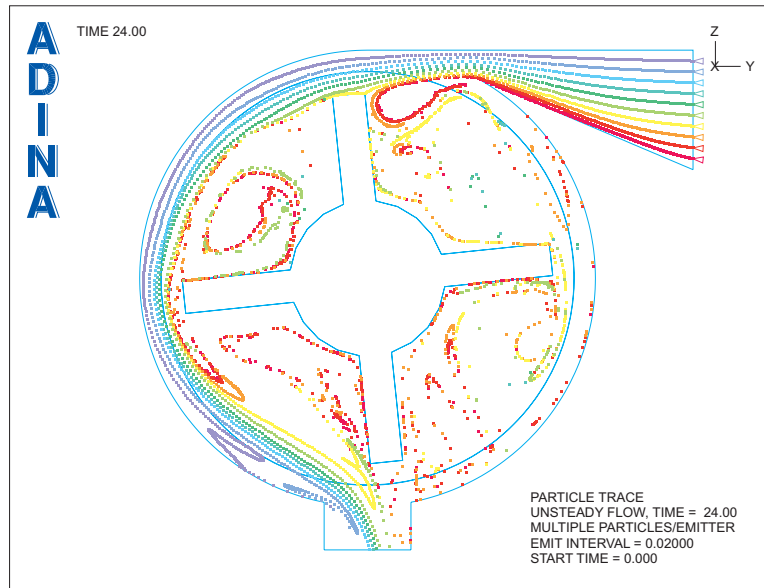 ADINA
TIME 24.00
Z
X Y
PARTICLE TRACE
UNSTEADY FLOW, TIME = 24.00
MULTIPLE PARTICLES/EMITTER
EMIT INTERVAL = 0.02000
START TIME = 0.000